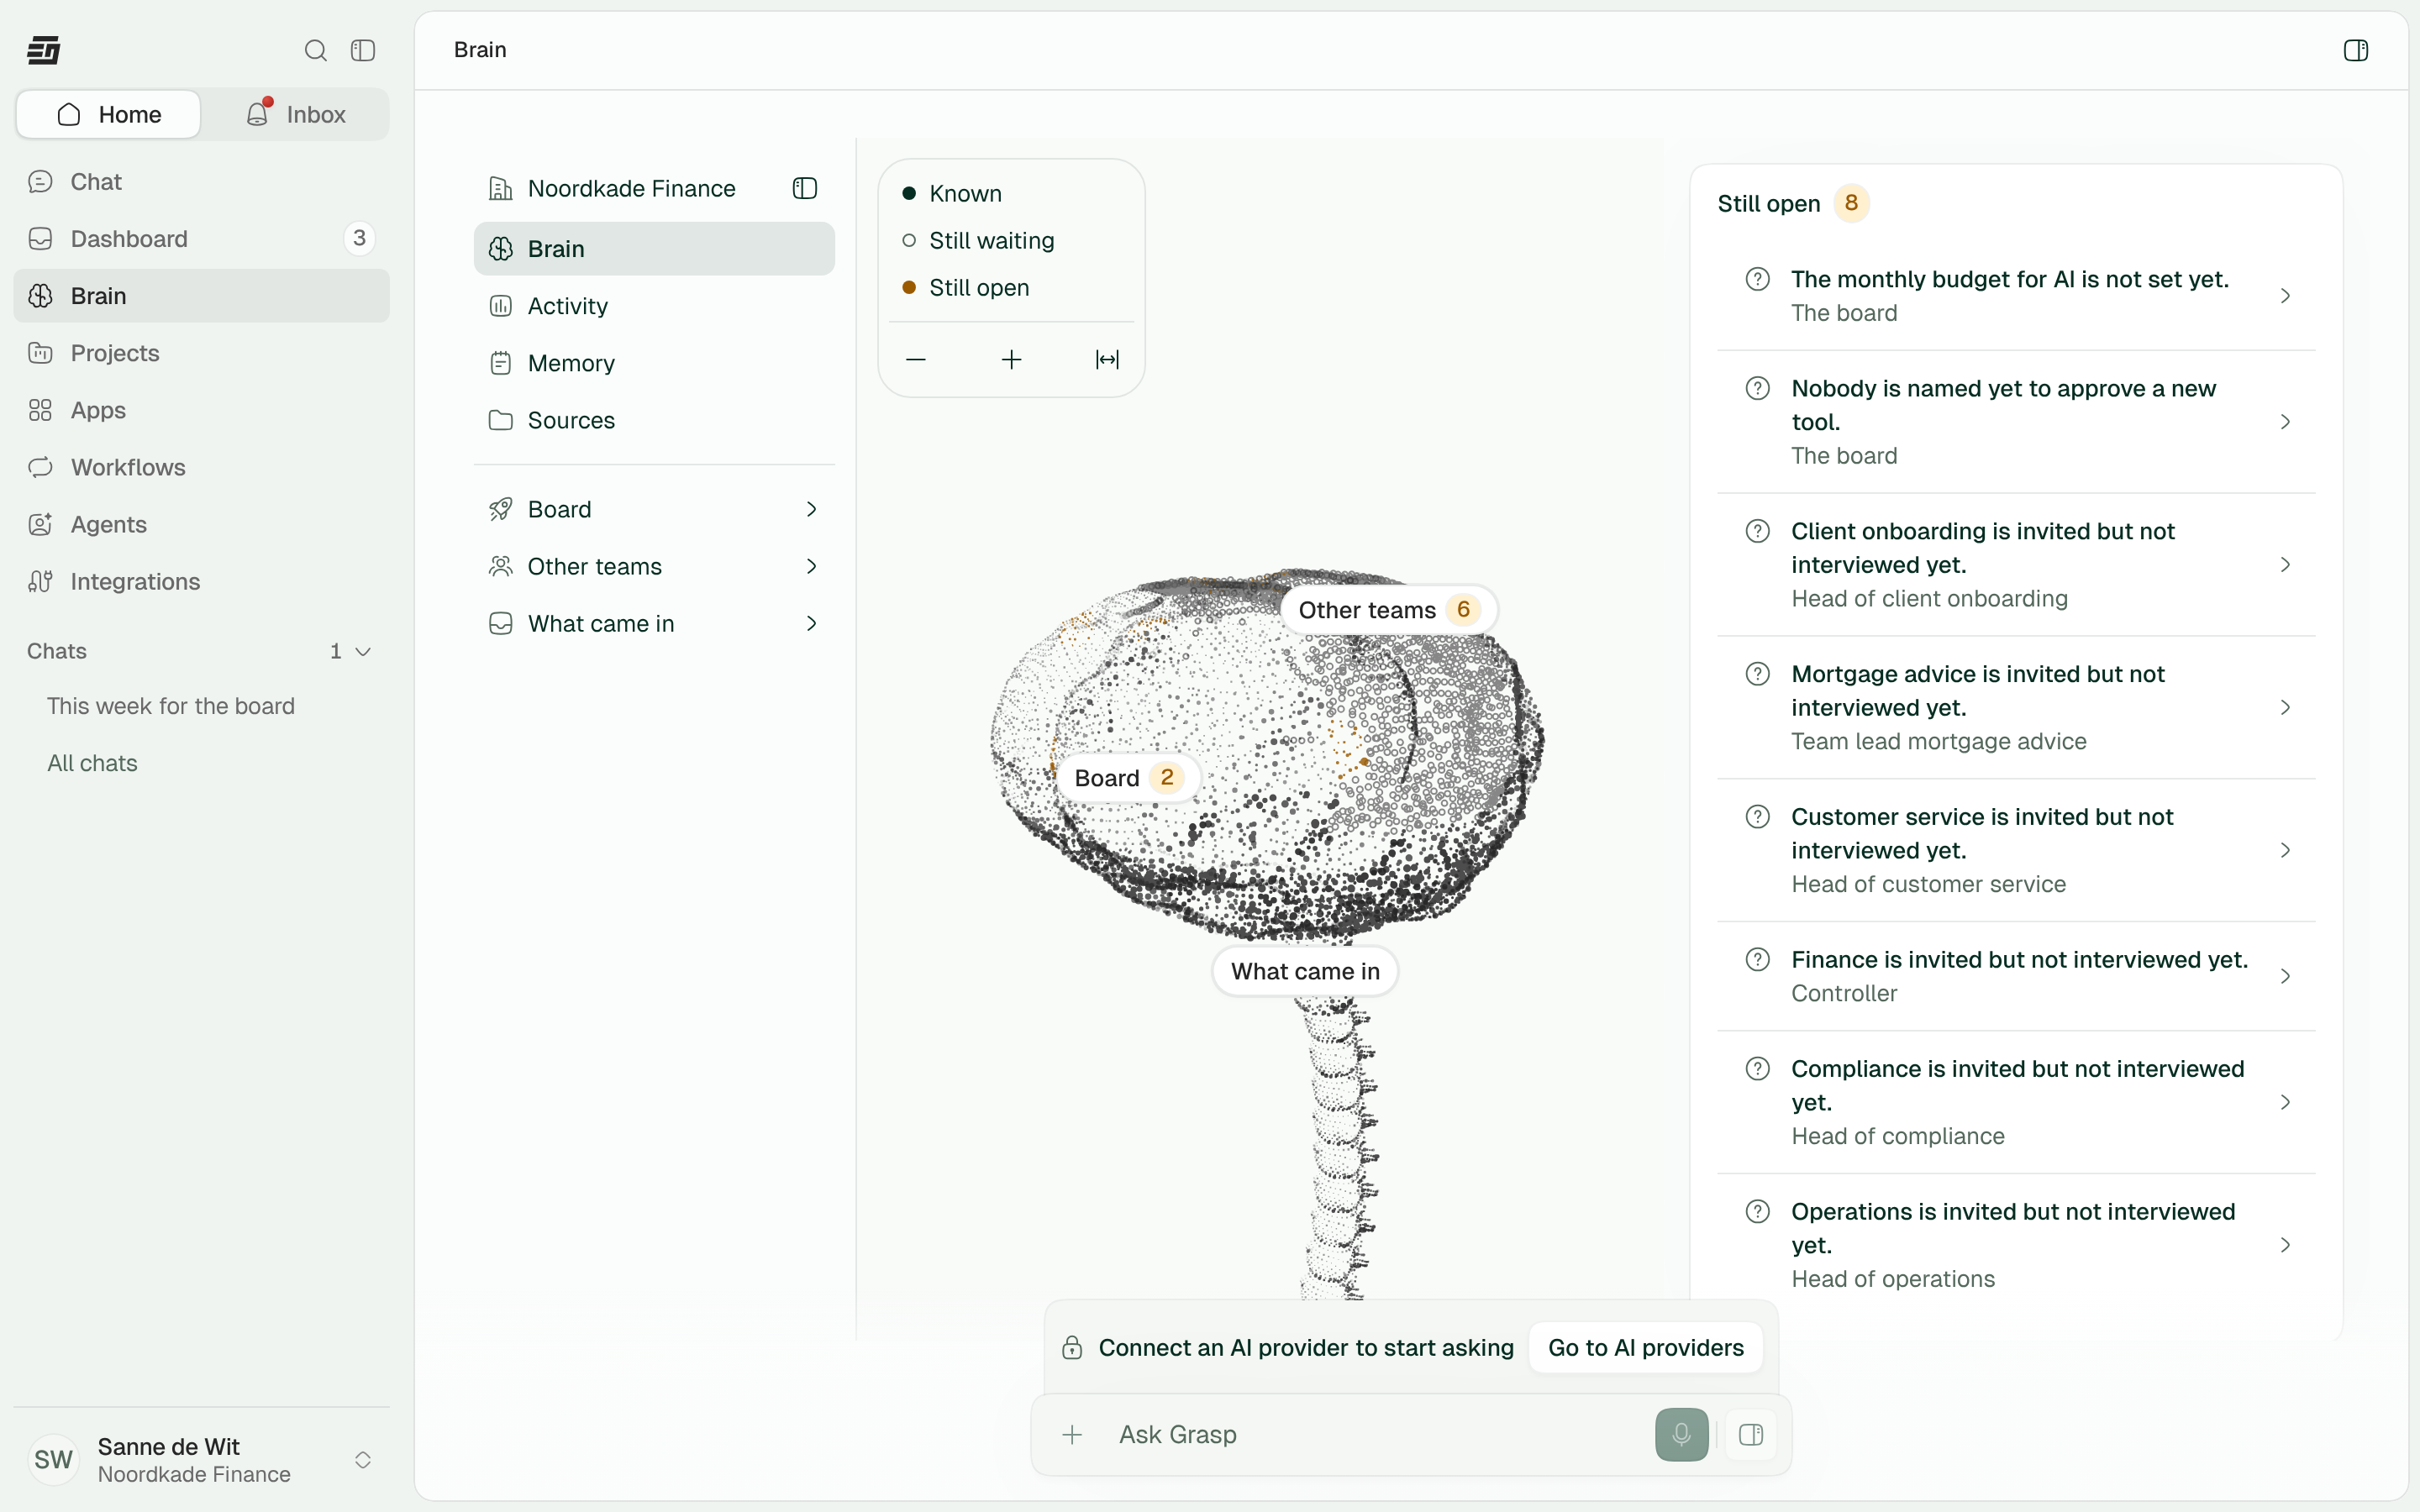 Home
Inbox
Chat
Dashboard
3
Brain
Projects
Apps
Workflows
Agents
Integrations
Chats
1
This week for the board
All chats
SW
Sanne de Wit
Noordkade Finance
Brain
Noordkade Finance
Brain
Activity
Memory
Sources
Board
Other teams
What came in
Known
Still waiting
Still open
Other teams 6
Board 2
What came in
Still open 8
The monthly budget for AI is not set yet.
The board
Nobody is named yet to approve a new
tool.
The board
Client onboarding is invited but not
interviewed yet.
Head of client onboarding
Mortgage advice is invited but not
interviewed yet.
Team lead mortgage advice
Customer service is invited but not
interviewed yet.
Head of customer service
Finance is invited but not interviewed yet.
Controller
Compliance is invited but not interviewed
yet.
Head of compliance
Operations is invited but not interviewed
yet.
Head of operations
Connect an AI provider to start asking
Go to AI providers
Ask Grasp